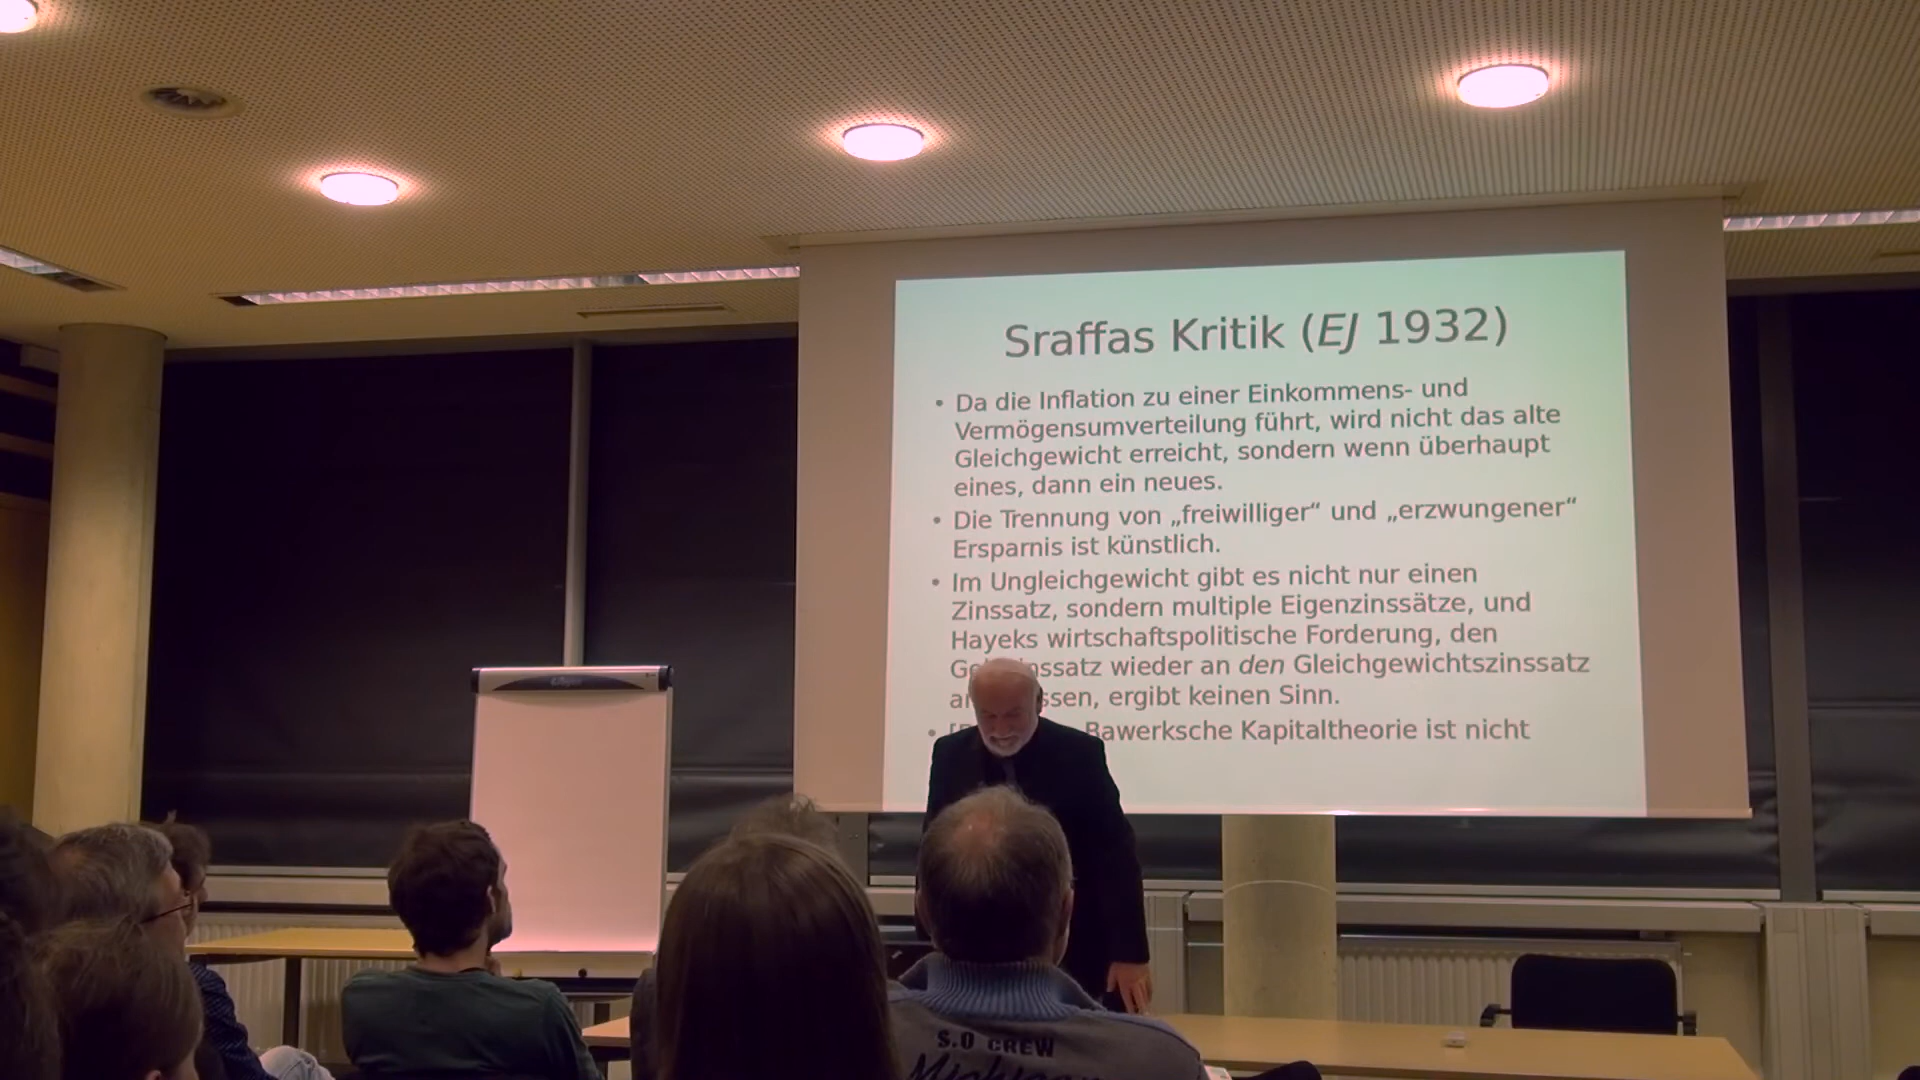 Sraffas Kritik (EJ 1932)
• Da die Inflation zu einer Einkommens- und
Vermögensumverteilung führt, wird nicht das alte
Gleichgewicht erreicht, sondern wenn überhaupt
eines, dann ein neues.
• Die Trennung von „freiwilliger“ und „erzwungener“
Ersparnis ist künstlich.
• Im Ungleichgewicht gibt es nicht nur einen
Zinssatz, sondern multiple Eigenzinssätze, und
Hayeks wirtschaftspolitische Forderung, den
wieder an den Gleichgewichtszinssatz
ergibt keinen Sinn.
• Bawerksche Kapitaltheorie ist nicht
S.O CREW